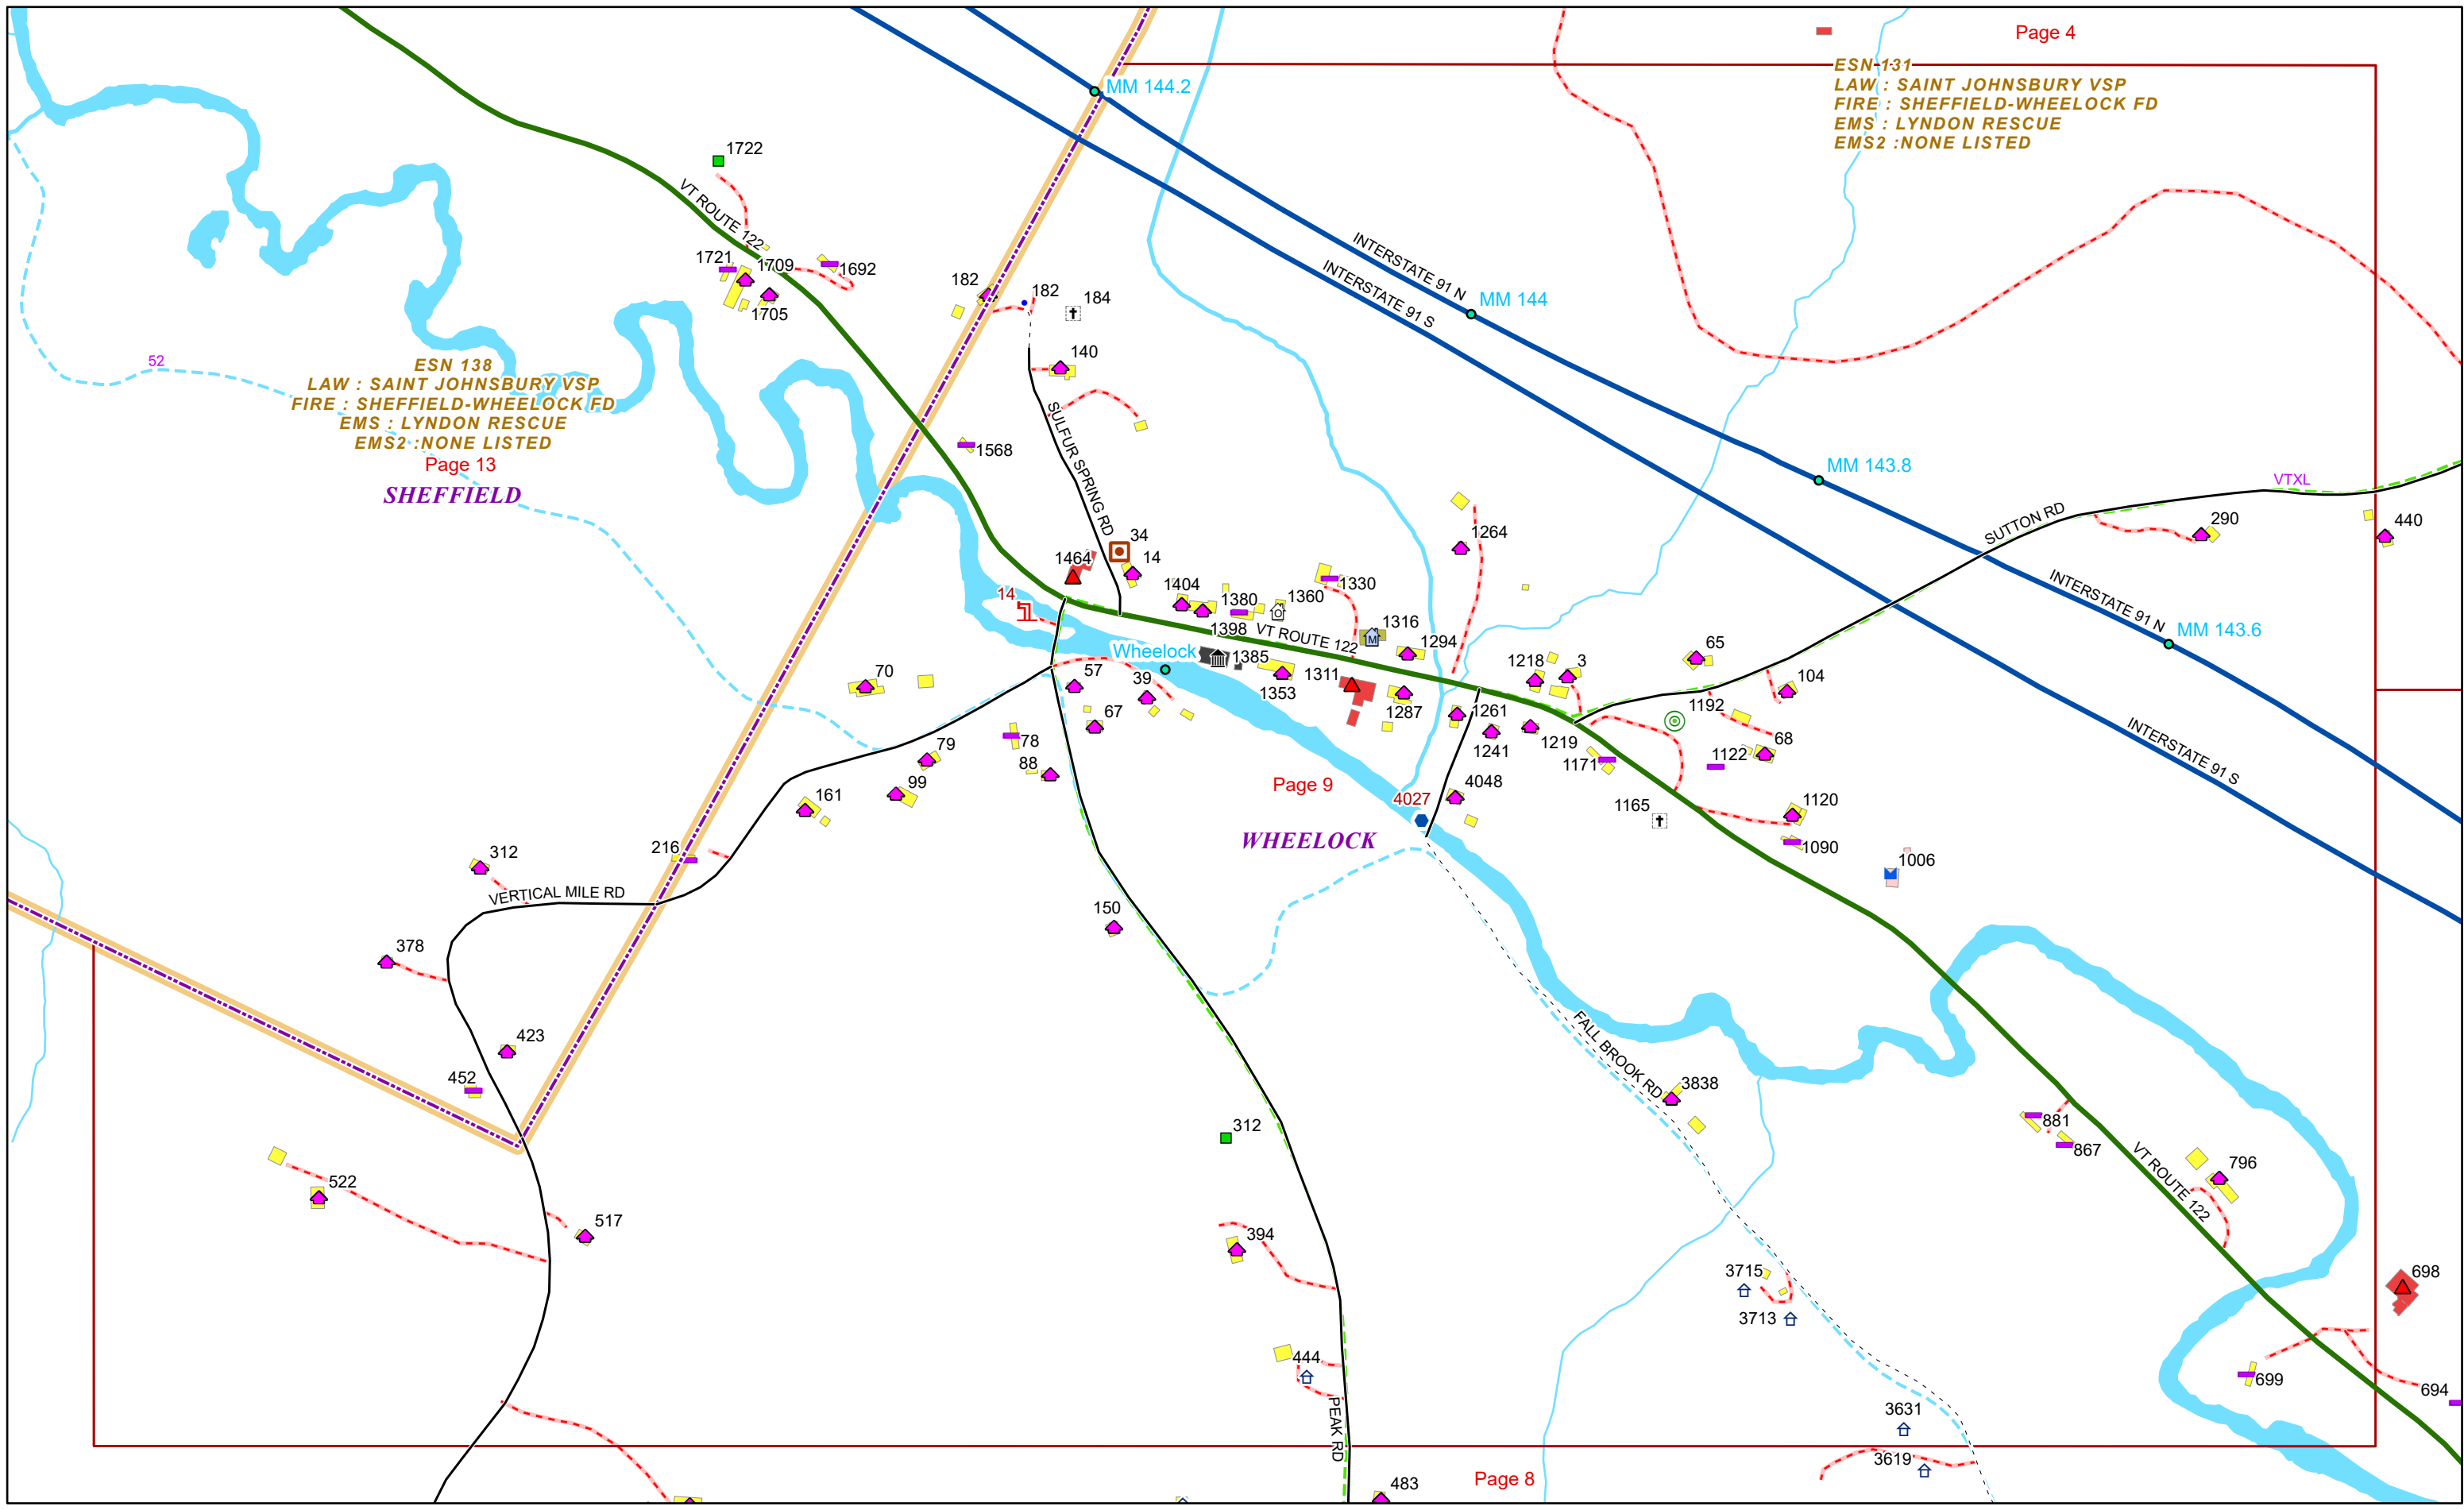 Page 4
ESN 131
LAW : SAINT JOHNSBURY VSP
FIRE : SHEFFIELD-WHEELOCK FD
EMS : LYNDON RESCUE
EMS2 :NONE LISTED
MM 144.2
1722
VT ROUTE 122
1721
1709
1692
1705
182
182
184
INTERSTATE 91 N
INTERSTATE 91 S
MM 144
140
52
ESN 138
LAW : SAINT JOHNSBURY VSP
FIRE : SHEFFIELD-WHEELOCK FD
EMS : LYNDON RESCUE
EMS2 :NONE LISTED
Page 13
SHEFFIELD
1568
SULFUR SPRING RD
MM 143.8
VTXL
SUTTON RD
290
440
34
14
1464
1264
1404
1380
1360
1330
1398
14
VT ROUTE 122
1316
1294
INTERSTATE 91 N
MM 143.6
Wheelock
1385
1353
1311
1287
1218
3
65
104
70
57
39
67
78
88
79
99
161
1261
1241
1219
1192
68
1122
1171
INTERSTATE 91 S
Page 9
4027
4048
1165
1120
1090
1006
WHEELOCK
216
312
VERTICAL MILE RD
378
150
423
452
FALL BROOK RD
3838
312
881
867
VT ROUTE 122
796
522
517
394
3715
3713
698
444
699
694
PEAK RD
3631
3619
483
Page 8